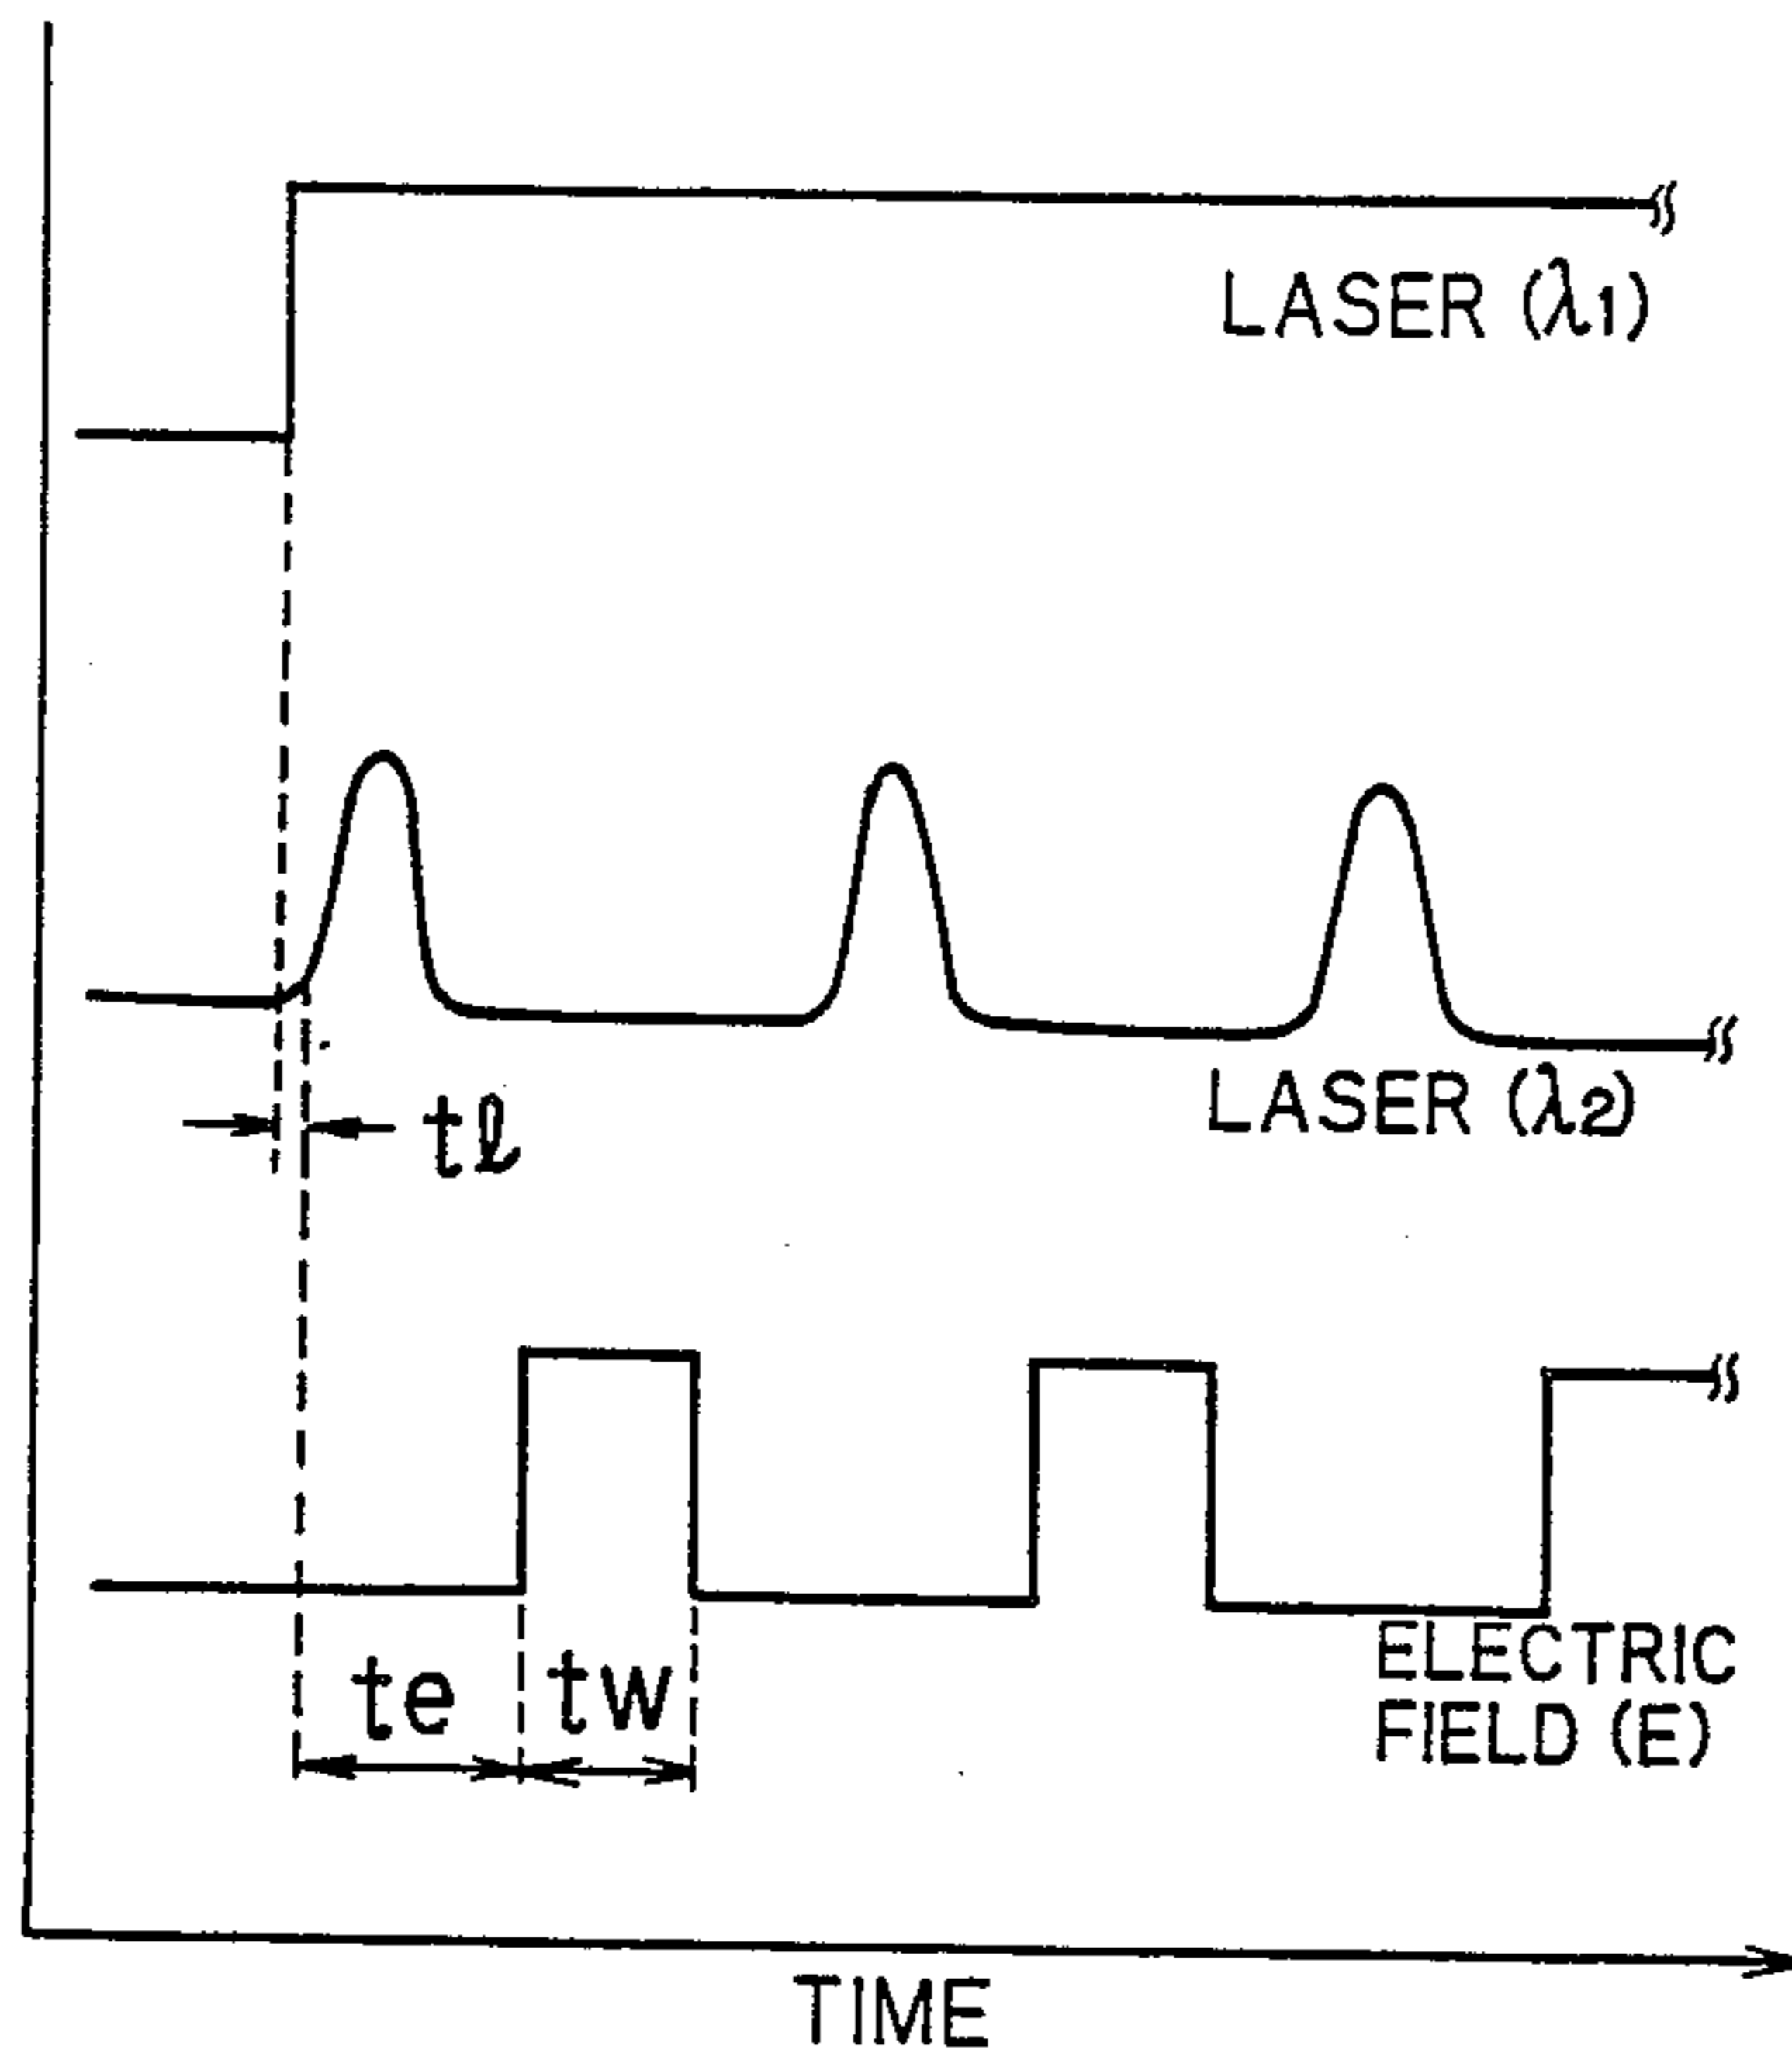 LASER (λ1)
LASER (λ2)
tℓ
te
tw
ELECTRIC
FIELD (E)
TIME